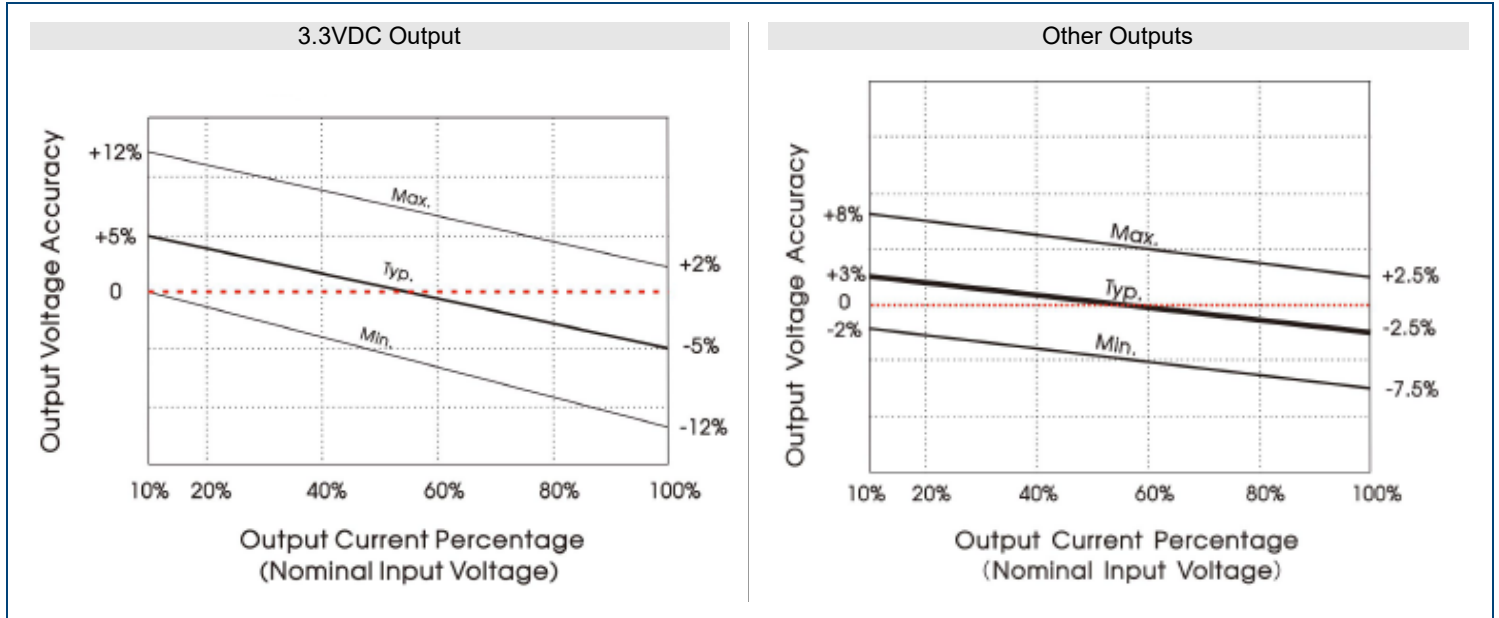 3.3VDC Output
Output Voltage Accuracy
+12%
+5%
0
Max.
Typ.
Min.
+2%
-5%
-12%
10% 20% 40% 60% 80% 100%
Output Current Percentage
(Nominal Input Voltage)
Other Outputs
Output Voltage Accuracy
+8%
+3%
0
-2%
Max.
Typ.
Min.
+2.5%
-2.5%
-7.5%
10% 20% 40% 60% 80% 100%
Output Current Percentage
(Nominal Input Voltage)